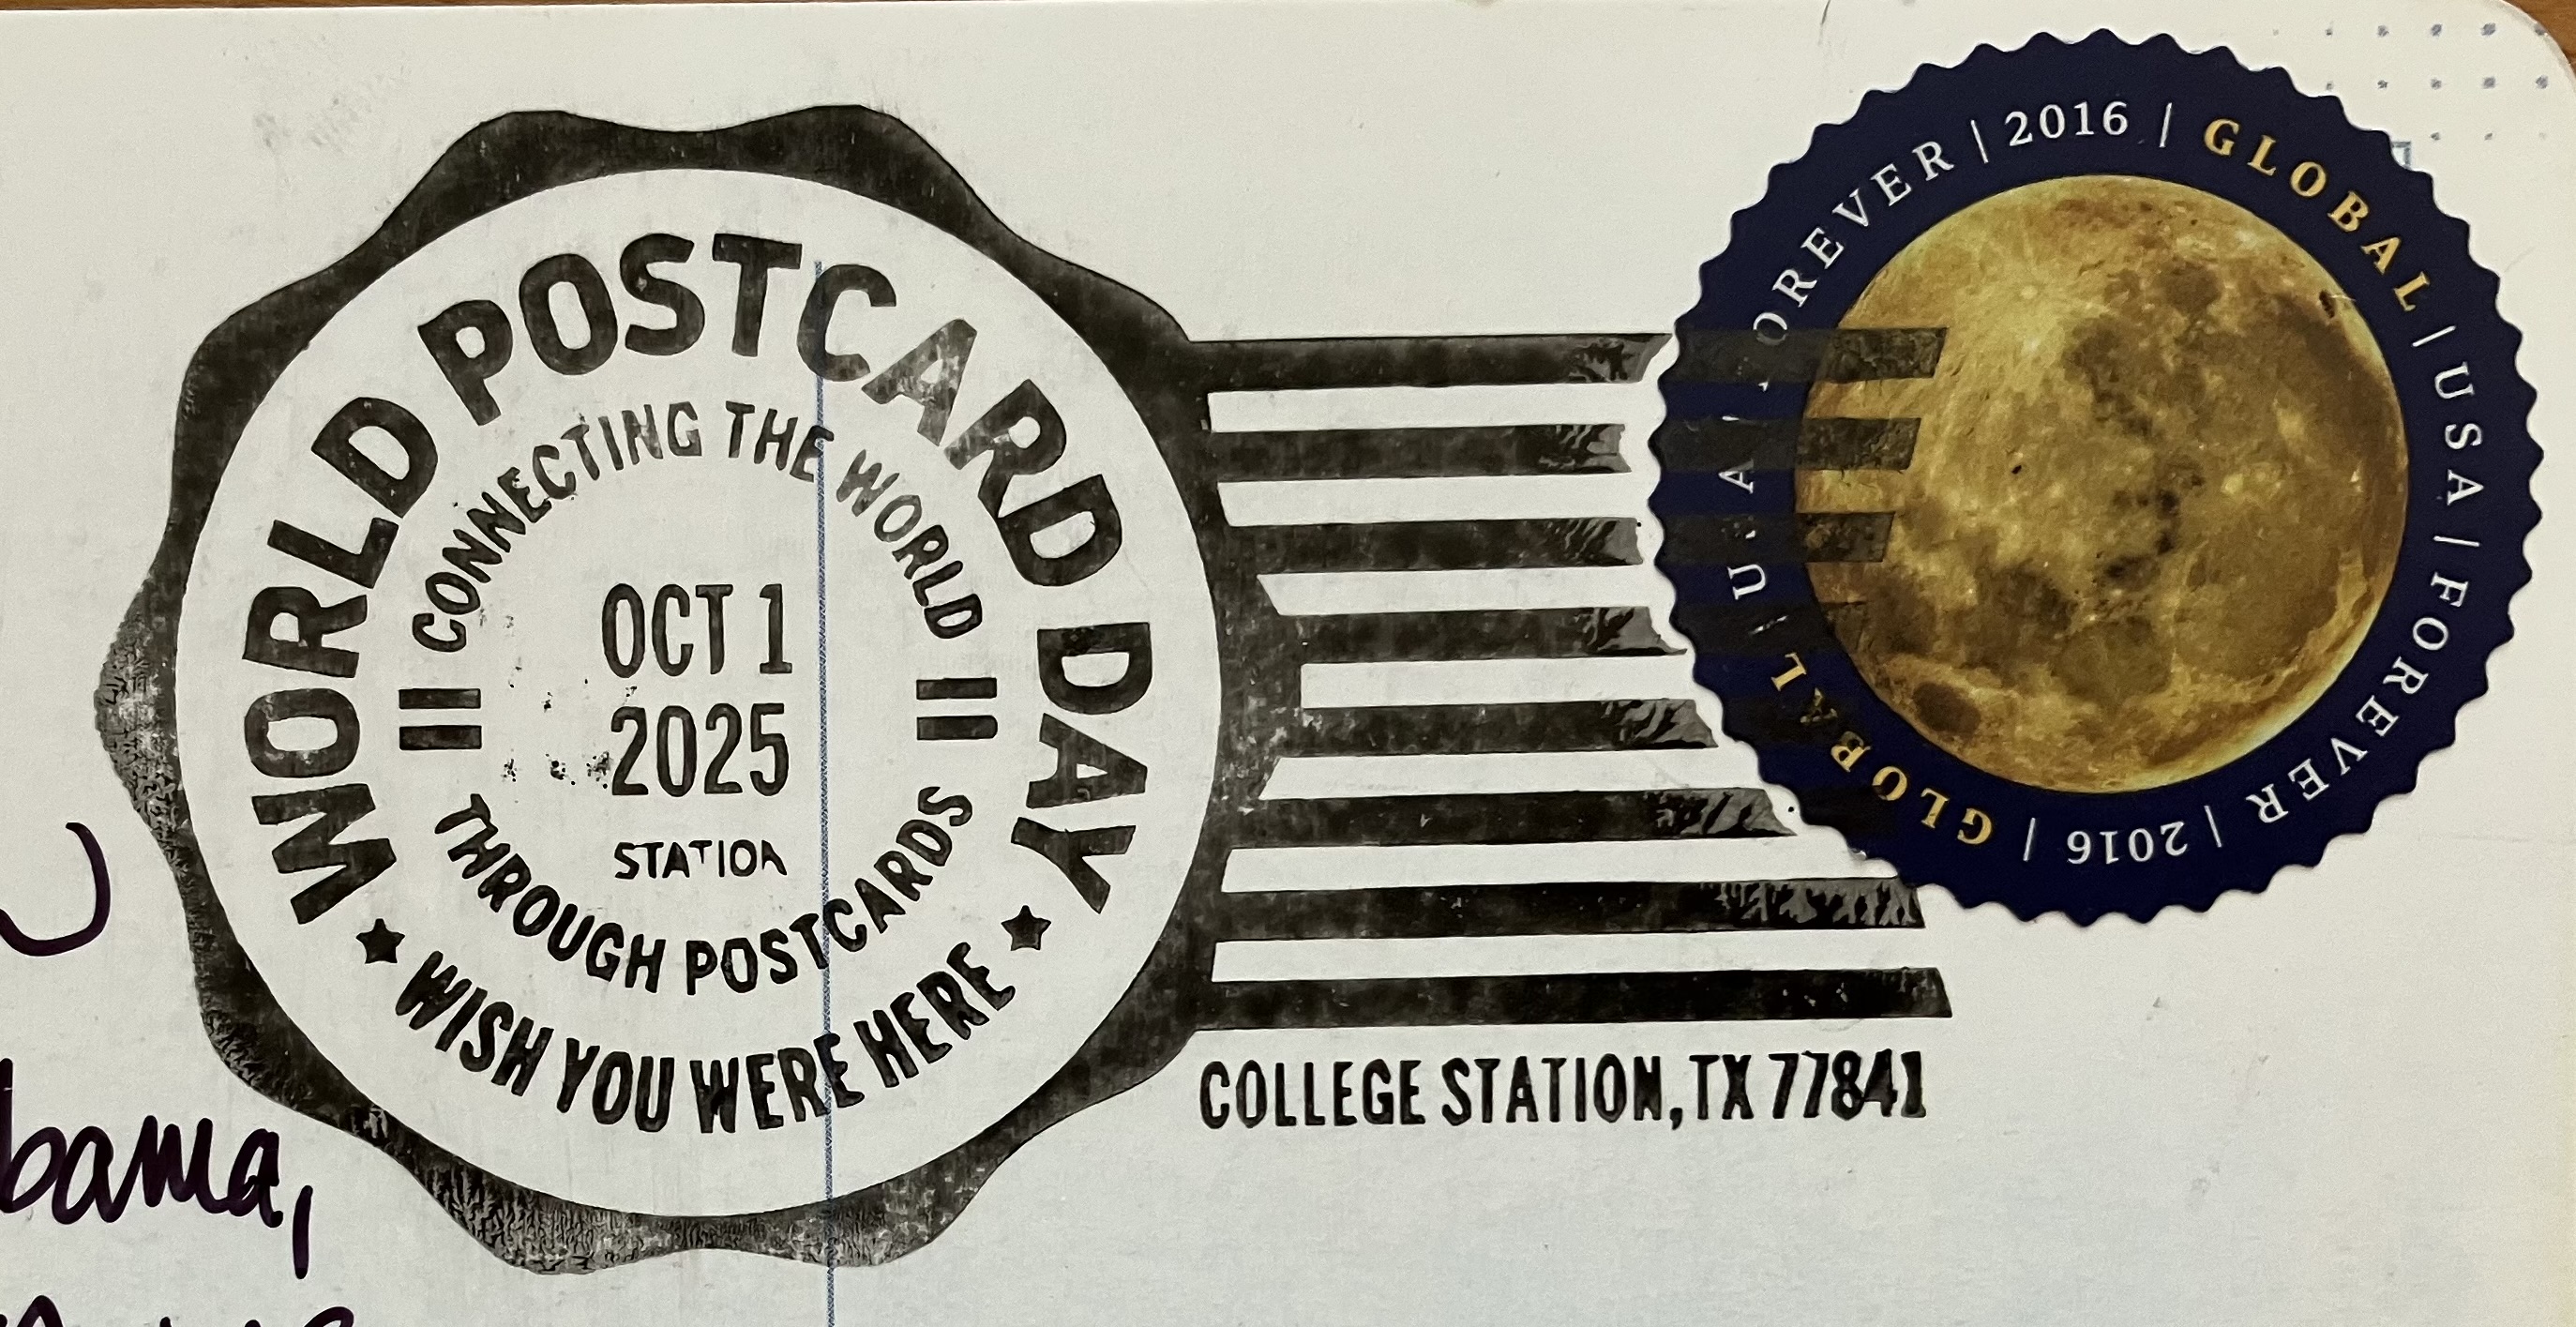 WORLD POSTCARD DAY
CONNECTING THE WORLD
OCT 1
2025
STATION
THROUGH POSTCARDS
WISH YOU WERE HERE
COLLEGE STATION, TX 77841
GLOBAL | USA | FOREVER | 2016 | GLOBAL | USA | FOREVER | 2016 |
bama,